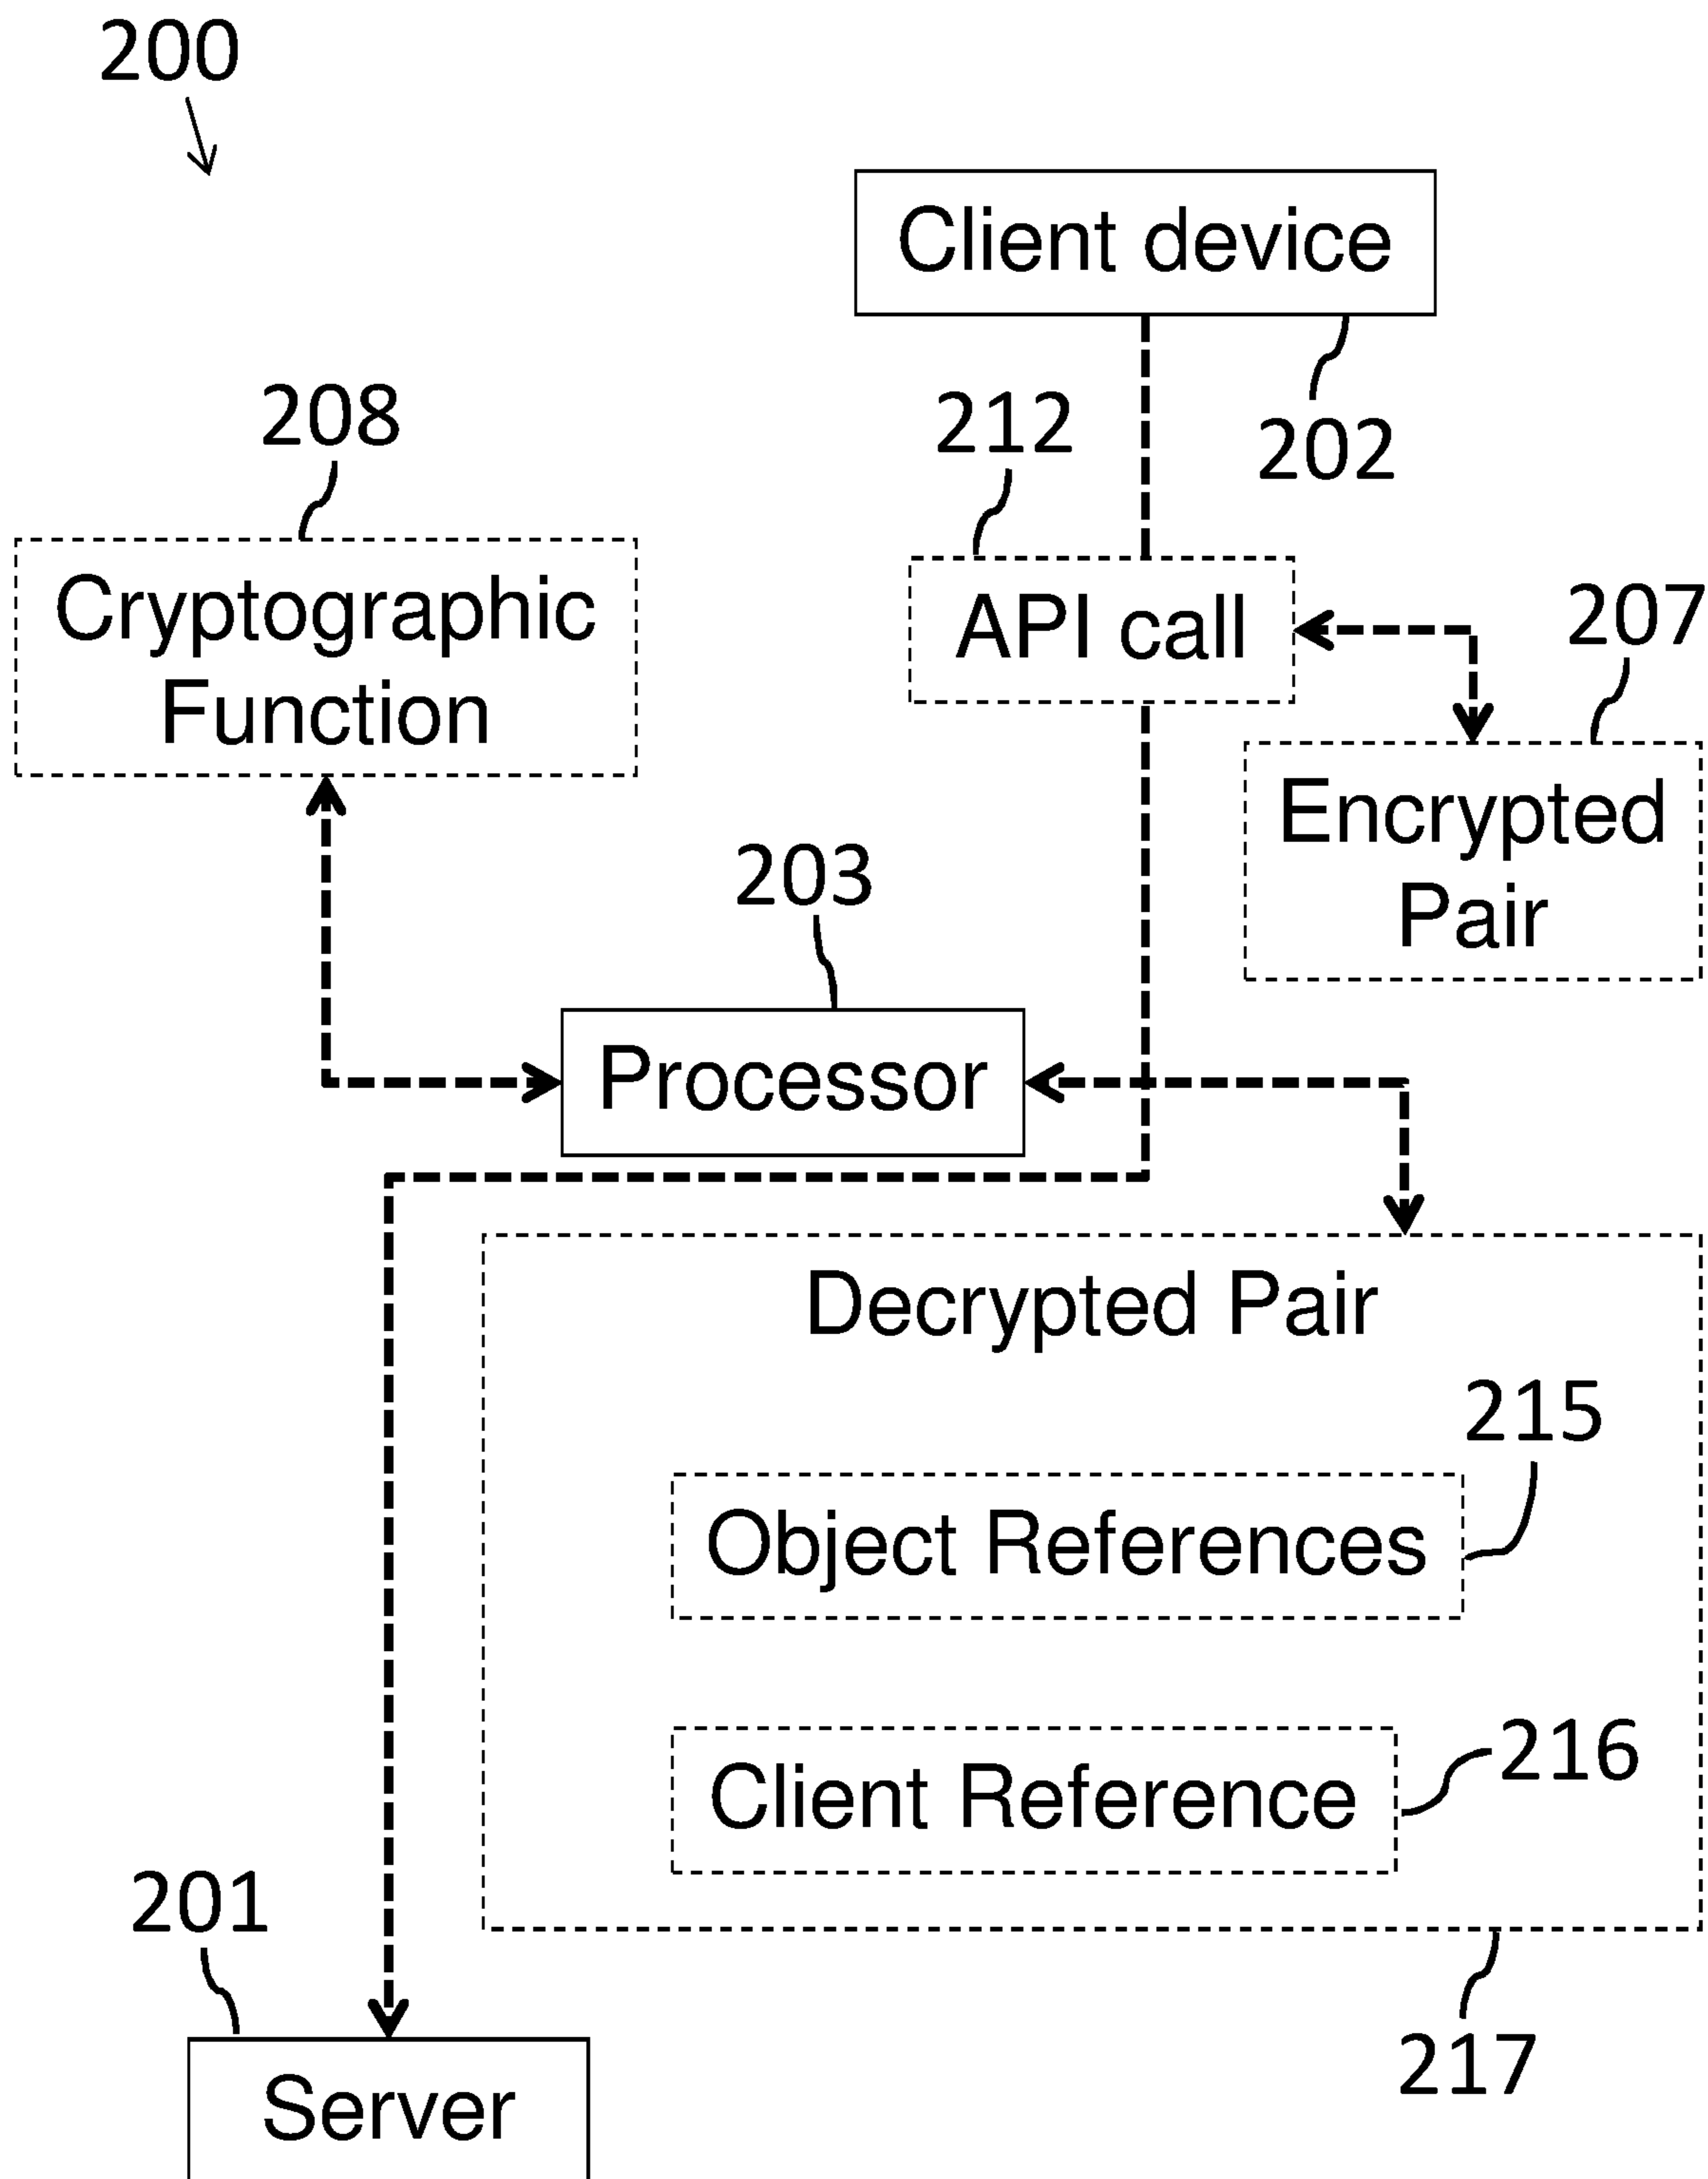 200
Client device
208
212
202
Cryptographic
Function
API call
207
Encrypted
Pair
203
Processor
Decrypted Pair
215
Object References
216
Client Reference
201
217
Server